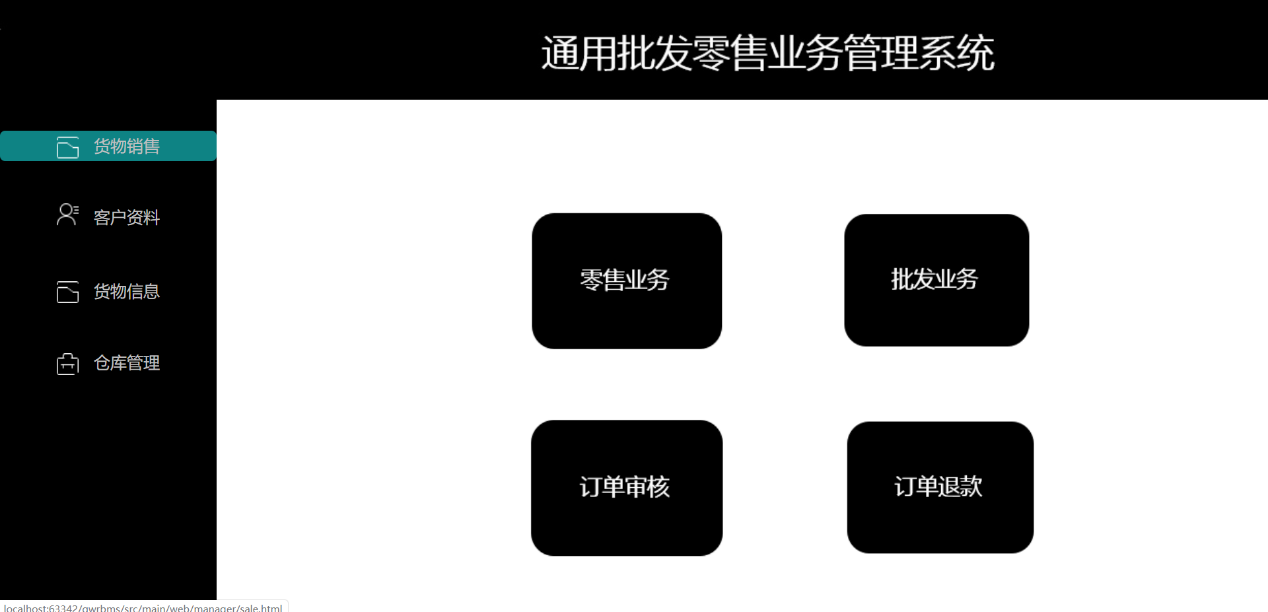 通用批发零售业务管理系统
货物销售
客户资料
货物信息
仓库管理
零售业务
批发业务
订单审核
订单退款
localhost:63342/gwrbms/src/main/web/manager/sale.html